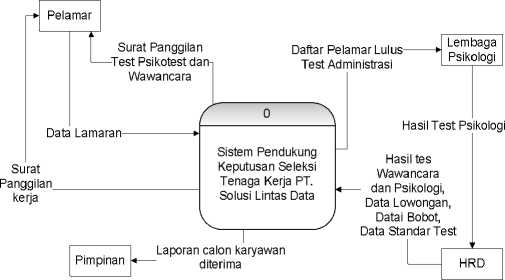 Pelamar
Surat Panggilan
Test Psikotest dan
Wawancara
Daftar Pelamar Lulus
Test Administrasi
Lembaga
Psikologi
Data Lamaran
0
Sistem Pendukung
Keputusan Seleksi
Tenaga Kerja PT.
Solusi Lintas Data
Hasil Test Psikologi
Surat
Panggilan
kerja
Hasil tes
Wawancara
dan Psikologi,
Data Lowongan,
Datai Bobot,
Data Standar Test
Pimpinan
Laporan calon karyawan
diterima
HRD